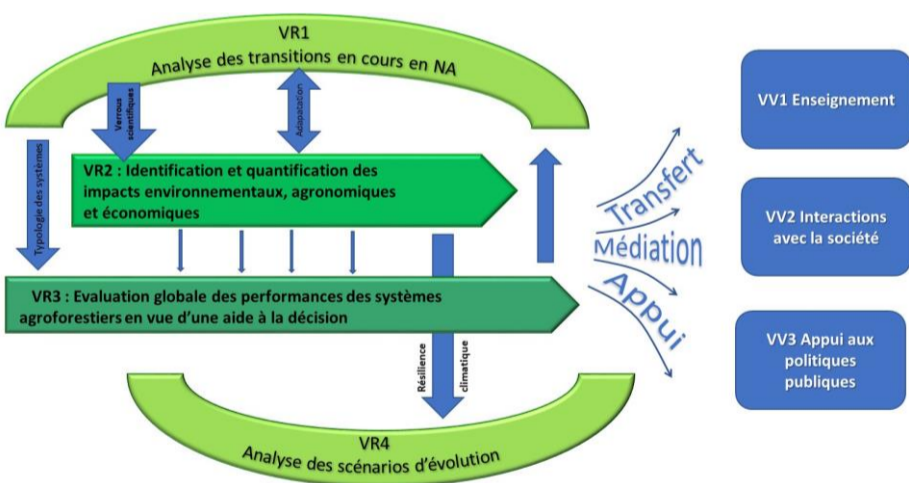 VR1
Analyse des transitions en cours en NA
Verrous
scientifiques
Adapatation
Typologie des systèmes
VR2 : Identification et quantification des
impacts environnementaux, agronomiques
et économiques
VR3 : Evaluation globale des performances des systèmes
agroforestiers en vue d'une aide à la décision
Résilience
climatique
VR4
Analyse des scénarios d'évolution
Transfert
Médiation
Appui
VV1 Enseignement
VV2 Interactions
avec la société
VV3 Appui aux
politiques
publiques